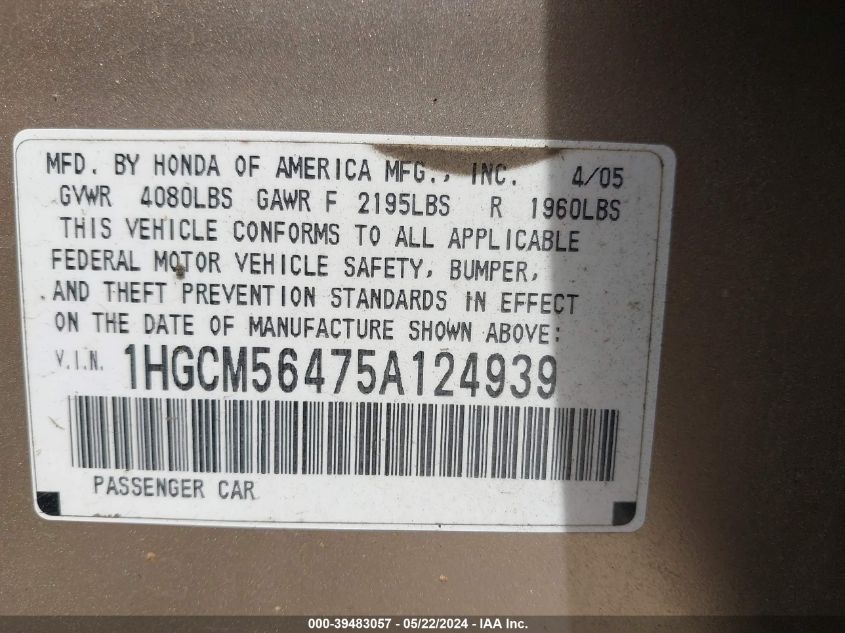 MFD. BY HONDA OF AMERICA MFG., INC. 4/05
GVWR 4080LBS GAWR F 2195LBS R 1960LBS
THIS VEHICLE CONFORMS TO ALL APPLICABLE
FEDERAL MOTOR VEHICLE SAFETY, BUMPER,
AND THEFT PREVENTION STANDARDS IN EFFECT
ON THE DATE OF MANUFACTURE SHOWN ABOVE:
V.I.N. 1HGCM56475A124939
PASSENGER CAR
000-39483057 - 05/22/2024 - IAA Inc.